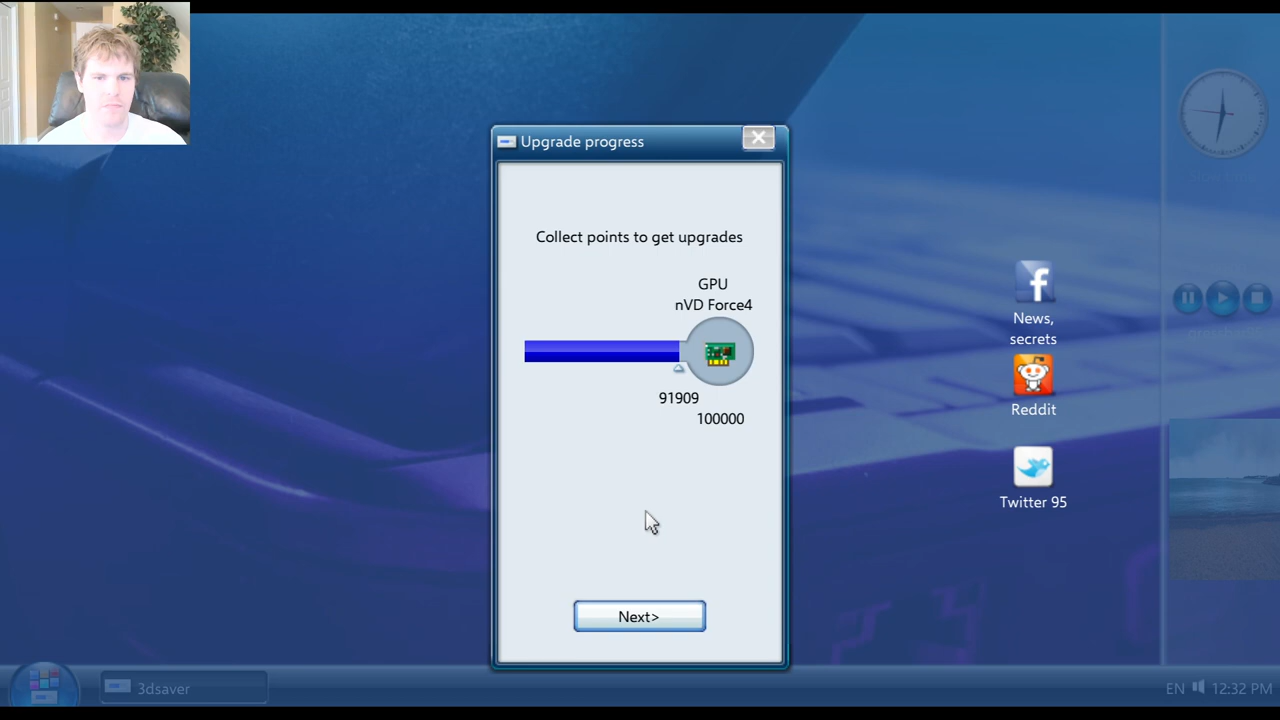 Upgrade progress
Collect points to get upgrades
GPU
nVD Force4
91909
100000
Next>
News,
secrets
Reddit
Twitter 95
3dsaver
EN
12:32 PM